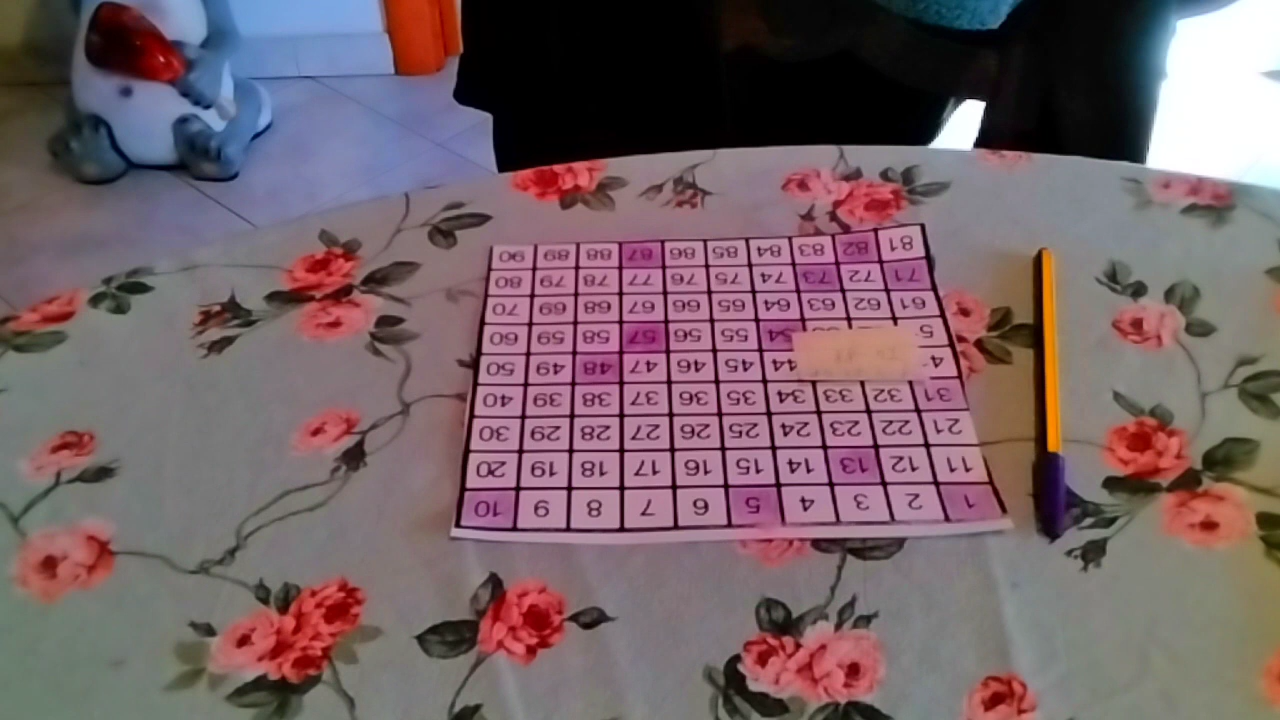 1 2 3 4 5 6 7 8 9 10
11 12 13 14 15 16 17 18 19 20
21 22 23 24 25 26 27 28 29 30
31 32 33 34 35 36 37 38 39 40
44 45 46 47 48 49 50
54 55 56 57 58 59 60
61 62 63 64 65 66 67 68 69 70
71 72 73 74 75 76 77 78 79 80
81 82 83 84 85 86 87 88 89 90